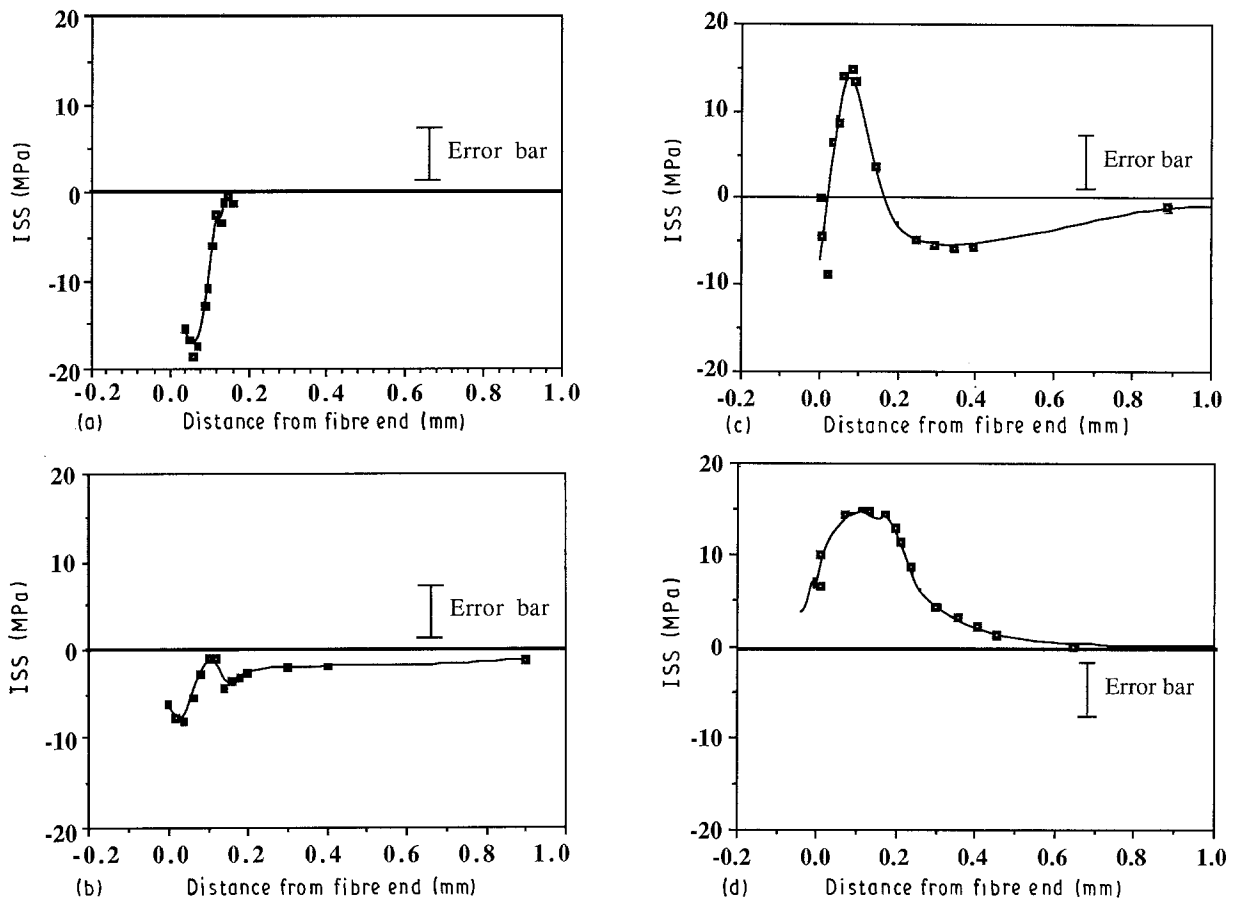 20
10
0
-10
-20
ISS (MPa)
Error bar
-0.2 0.0 0.2 0.4 0.6 0.8 1.0
(a) Distance from fibre end (mm)
20
10
0
-10
-20
ISS (MPa)
Error bar
-0.2 0.0 0.2 0.4 0.6 0.8 1.0
(b) Distance from fibre end (mm)
20
10
0
-10
-20
ISS (MPa)
Error bar
-0.2 0.0 0.2 0.4 0.6 0.8 1.0
(c) Distance from fibre end (mm)
20
10
0
-10
-20
ISS (MPa)
Error bar
-0.2 0.0 0.2 0.4 0.6 0.8 1.0
(d) Distance from fibre end (mm)